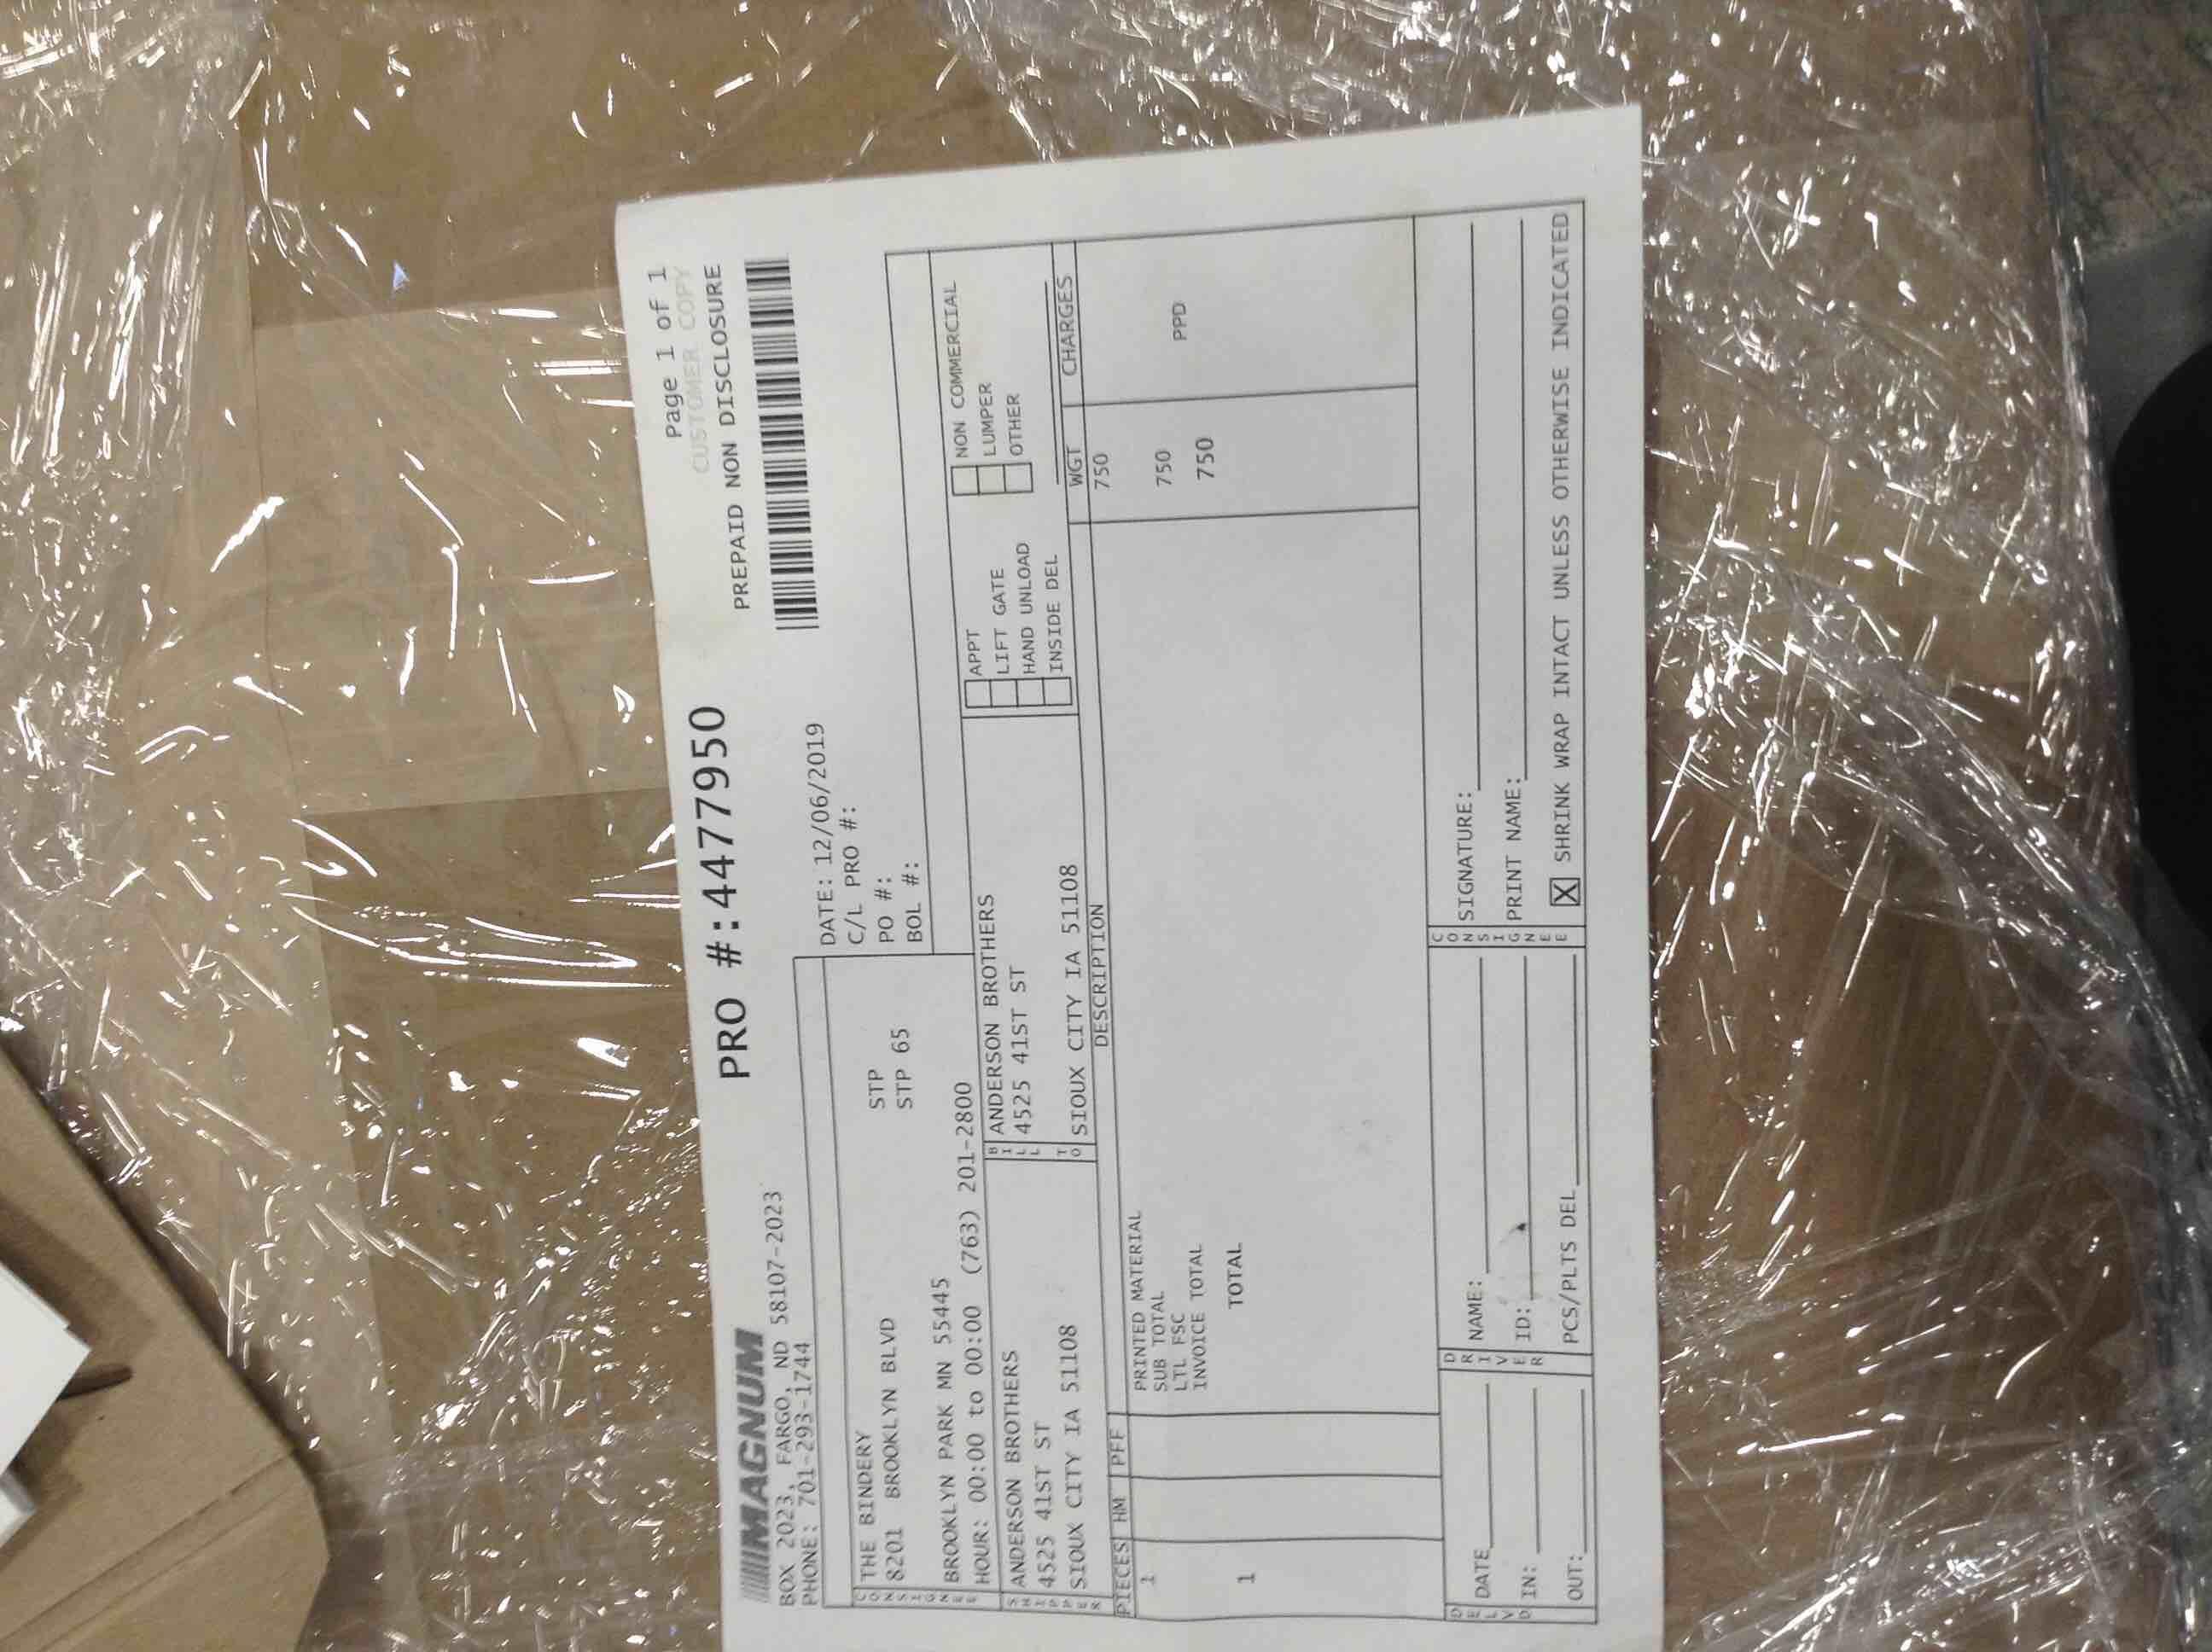 Page 1 of 1
CUSTOMER COPY
PRO #:4477950
PREPAID NON DISCLOSURE
MAGNUM
BOX 2023, FARGO, ND 58107-2023
PHONE: 701-293-1744
DATE: 12/06/2019
C/L PRO #:
PO #:
BOL #:
CONSIGNEE
THE BINDERY STP
8201 BROOKLYN BLVD STP 65
BROOKLYN PARK MN 55445
HOUR: 00:00 to 00:00 (763) 201-2800
SHIPPER
ANDERSON BROTHERS
4525 41ST ST
SIOUX CITY IA 51108
BILL TO
ANDERSON BROTHERS
4525 41ST ST
SIOUX CITY IA 51108
APPT
LIFT GATE
HAND UNLOAD
INSIDE DEL
NON COMMERCIAL
LUMPER
OTHER
PIECES HM PFF DESCRIPTION WGT CHARGES
1 PRINTED MATERIAL 750
SUB TOTAL 750
LTL FSC PPD
INVOICE TOTAL 750
1 TOTAL
DELVD
DATE
IN:
OUT:
DRIVER
NAME:
ID:
PCS/PLTS DEL
CONSIGNEE
SIGNATURE:
PRINT NAME:
X SHRINK WRAP INTACT UNLESS OTHERWISE INDICATED